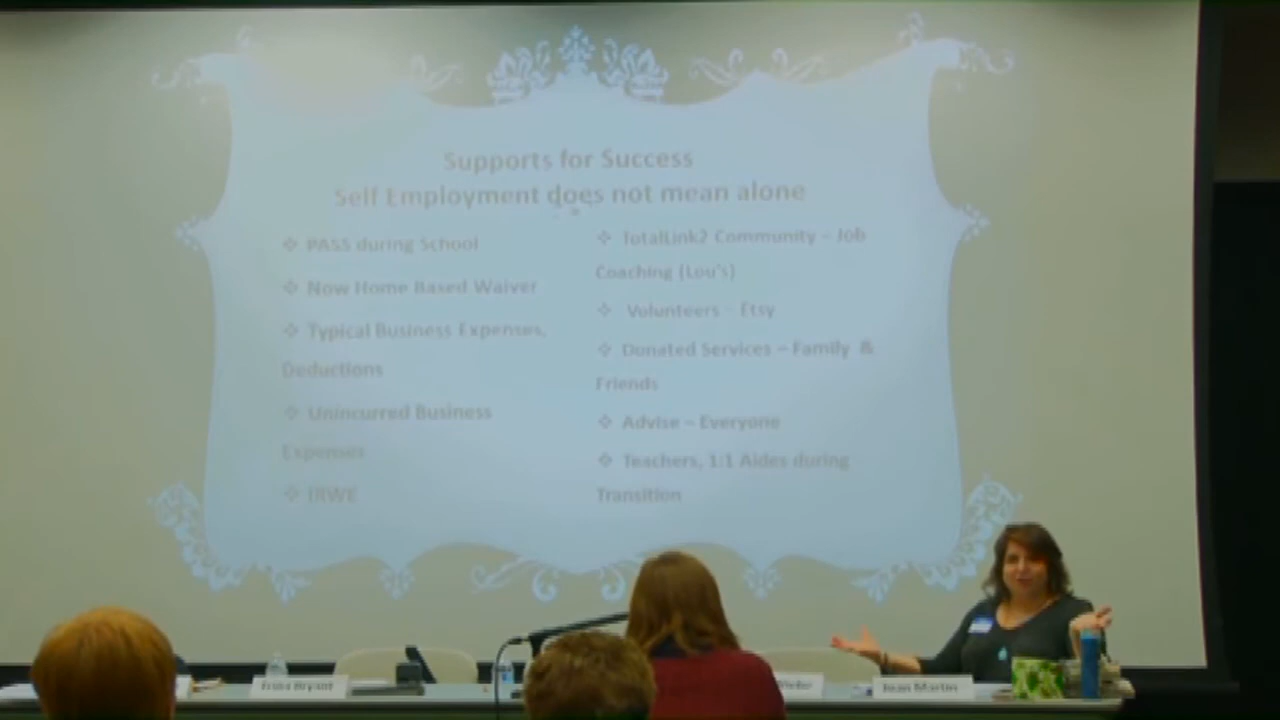 Supports for Success
Self Employment does not mean alone
❖ PASS during School
❖ Now Home Based Waiver
❖ Typical Business Expenses,
Deductions
❖ Unincurred Business
Expenses
❖ IRWE
❖ TotalLink2 Community – Job
Coaching (Lou's)
❖ Volunteers – Etsy
❖ Donated Services – Family &
Friends
❖ Advise – Everyone
❖ Teachers, 1:1 Aides during
Transition
Bryant
Martin